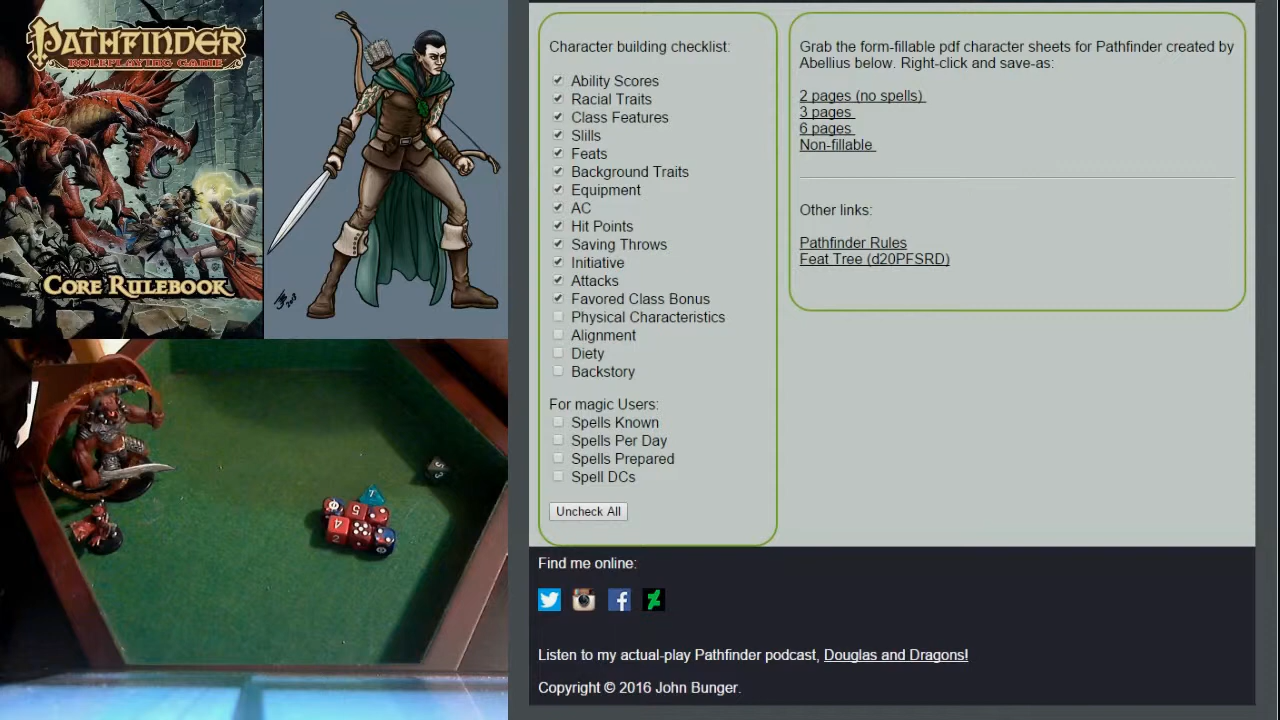 PATHFINDER
ROLEPLAYING GAME
CORE RULEBOOK
Character building checklist:
Ability Scores
Racial Traits
Class Features
Slills
Feats
Background Traits
Equipment
AC
Hit Points
Saving Throws
Initiative
Attacks
Favored Class Bonus
Physical Characteristics
Alignment
Diety
Backstory
For magic Users:
Spells Known
Spells Per Day
Spells Prepared
Spell DCs
Uncheck All
Grab the form-fillable pdf character sheets for Pathfinder created by
Abellius below. Right-click and save-as:
2 pages (no spells)
3 pages
6 pages
Non-fillable
Other links:
Pathfinder Rules
Feat Tree (d20PFSRD)
Find me online:
Listen to my actual-play Pathfinder podcast, Douglas and Dragons!
Copyright © 2016 John Bunger.